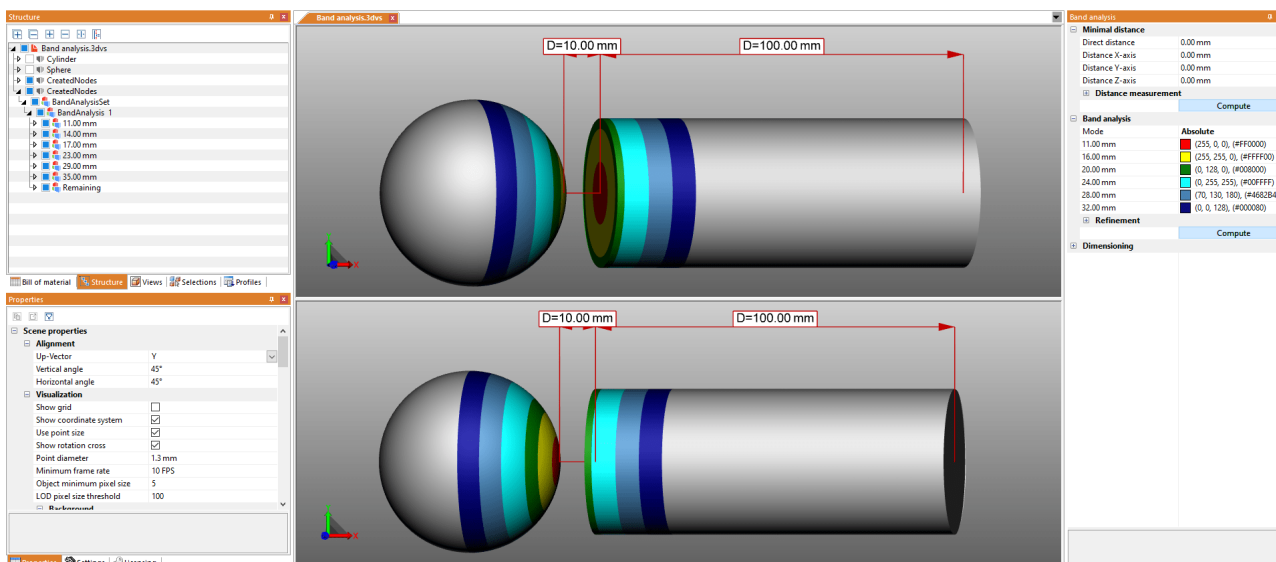 Structure
Band analysis.3dvs
Cylinder
Sphere
CreatedNodes
CreatedNodes
BandAnalysisSet
BandAnalysis 1
11.00 mm
14.00 mm
17.00 mm
23.00 mm
29.00 mm
35.00 mm
Remaining
Bill of material Structure Views Selections Profiles
Properties
Scene properties
Alignment
Up-Vector Y
Vertical angle 45°
Horizontal angle 45°
Visualization
Show grid
Show coordinate system
Use point size
Show rotation cross
Point diameter 1.3 mm
Minimum frame rate 10 FPS
Object minimum pixel size 5
LOD pixel size threshold 100
Background
Band analysis.3dvs
D=10.00 mm D=100.00 mm
Y
X
D=10.00 mm D=100.00 mm
X
Band analysis
Minimal distance
Direct distance 0.00 mm
Distance X-axis 0.00 mm
Distance Y-axis 0.00 mm
Distance Z-axis 0.00 mm
Distance measurement
Compute
Band analysis
Mode Absolute
11.00 mm (255, 0, 0), (#FF0000)
16.00 mm (255, 255, 0), (#FFFF00)
20.00 mm (0, 128, 0), (#008000)
24.00 mm (0, 255, 255), (#00FFFF)
28.00 mm (70, 130, 180), (#4682B4
32.00 mm (0, 0, 128), (#000080)
Refinement
Compute
Dimensioning